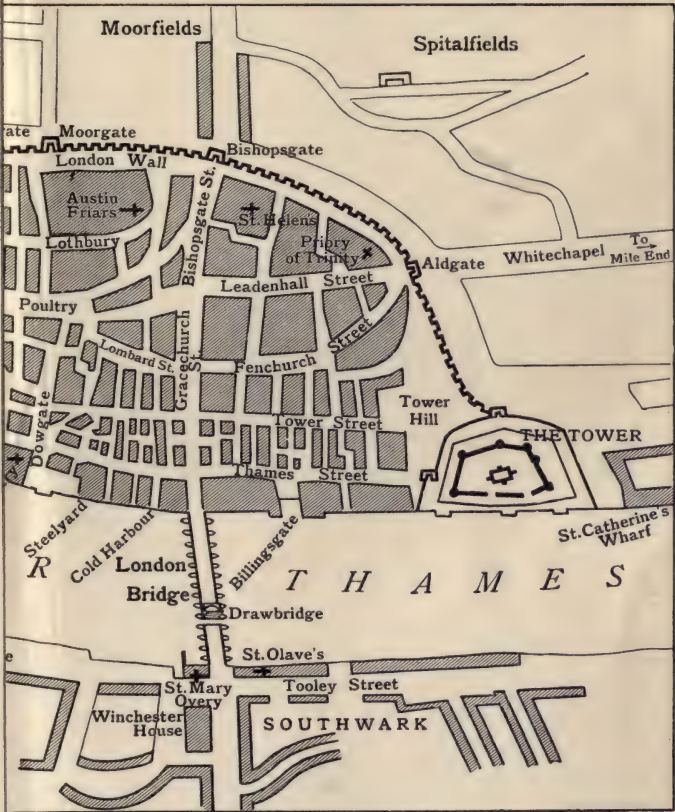 Moorfields
Spitalfields
Moorgate
Bishopsgate
London Wall
Austin
Friars
Bishopsgate St.
St. Helens
Priory
of Trinity
Lothbury
Aldgate
Whitechapel
To
Mile End
Leadenhall Street
Poultry
Lombard St.
Gracechurch
St.
Fenchurch Street
Dowgate
Tower Street
Tower
Hill
THE TOWER
Thames Street
Steelyard
Cold Harbour
Billingsgate
St. Catherine's
Wharf
R THAMES
London
Bridge
Drawbridge
St. Olave's
St. Mary
Overy
Tooley Street
Winchester
House
SOUTHWARK